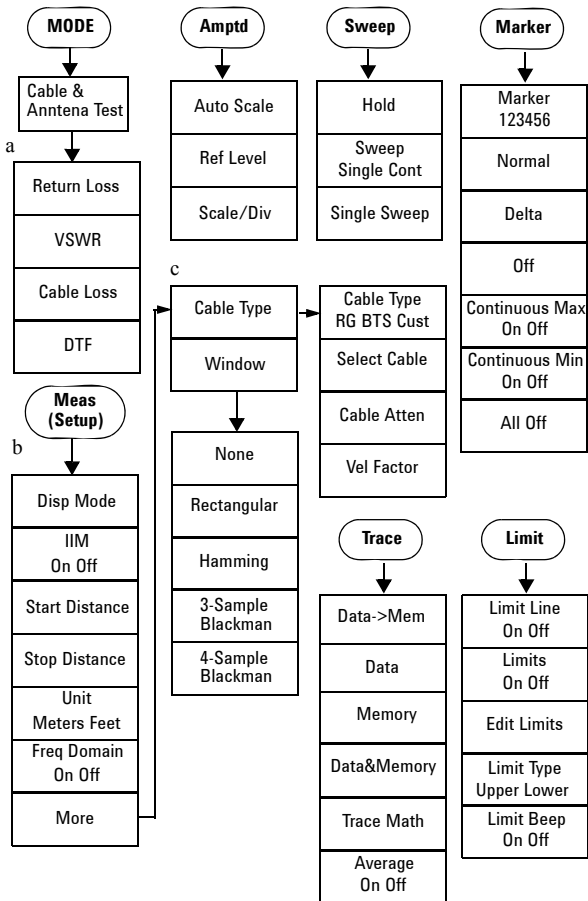 MODE
Cable &
Anntena Test
a
Return Loss
VSWR
Cable Loss
DTF
Meas
(Setup)
b
Disp Mode
IIM
On Off
Start Distance
Stop Distance
Unit
Meters Feet
Freq Domain
On Off
More
Amptd
Auto Scale
Ref Level
Scale/Div
c
Cable Type
Window
None
Rectangular
Hamming
3-Sample
Blackman
4-Sample
Blackman
Sweep
Hold
Sweep
Single Cont
Single Sweep
Cable Type
RG BTS Cust
Select Cable
Cable Atten
Vel Factor
Trace
Data->Mem
Data
Memory
Data&Memory
Trace Math
Average
On Off
Marker
Marker
123456
Normal
Delta
Off
Continuous Max
On Off
Continuous Min
On Off
All Off
Limit
Limit Line
On Off
Limits
On Off
Edit Limits
Limit Type
Upper Lower
Limit Beep
On Off